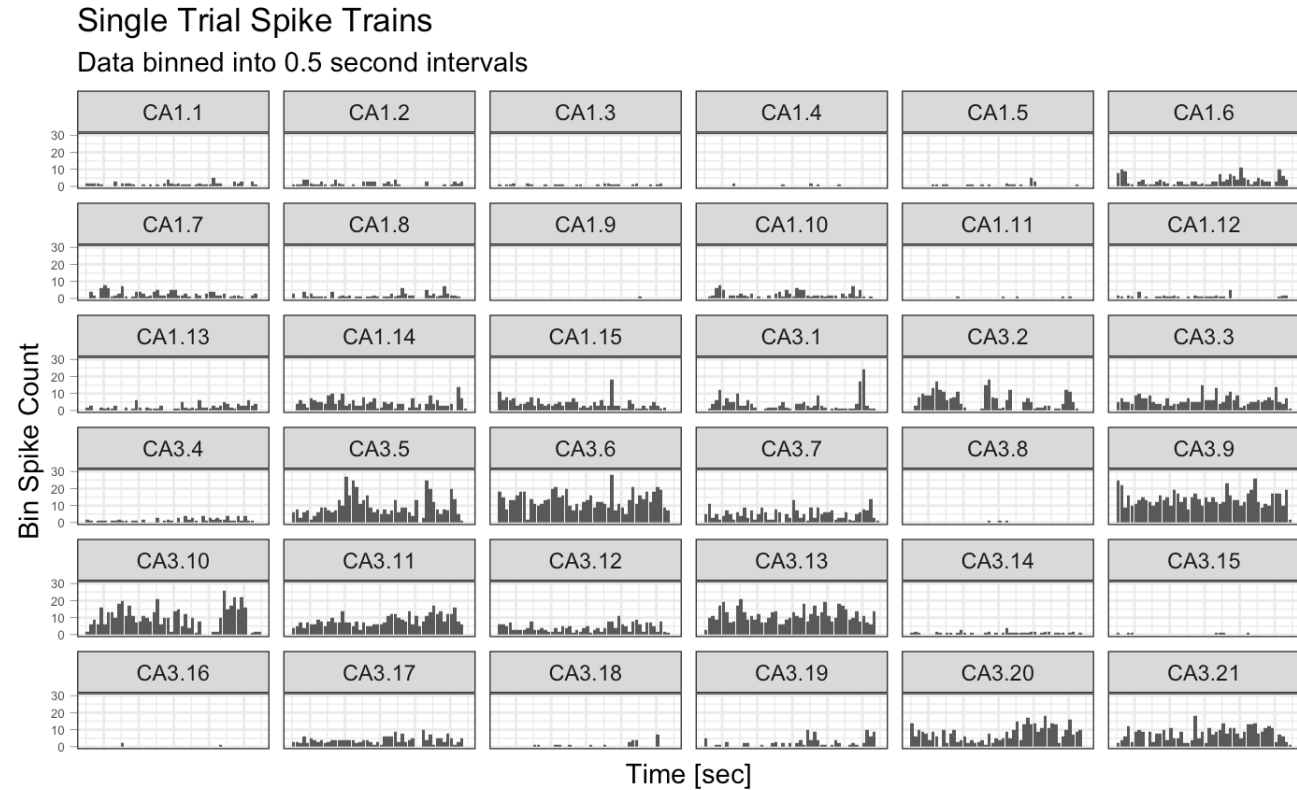 Single Trial Spike Trains
Data binned into 0.5 second intervals
CA1.1 CA1.2 CA1.3 CA1.4 CA1.5 CA1.6
30
20
10
0
CA1.7 CA1.8 CA1.9 CA1.10 CA1.11 CA1.12
30
20
10
0
CA1.13 CA1.14 CA1.15 CA3.1 CA3.2 CA3.3
30
20
10
0
Bin Spike Count
CA3.4 CA3.5 CA3.6 CA3.7 CA3.8 CA3.9
30
20
10
0
CA3.10 CA3.11 CA3.12 CA3.13 CA3.14 CA3.15
30
20
10
0
CA3.16 CA3.17 CA3.18 CA3.19 CA3.20 CA3.21
30
20
10
0
Time [sec]